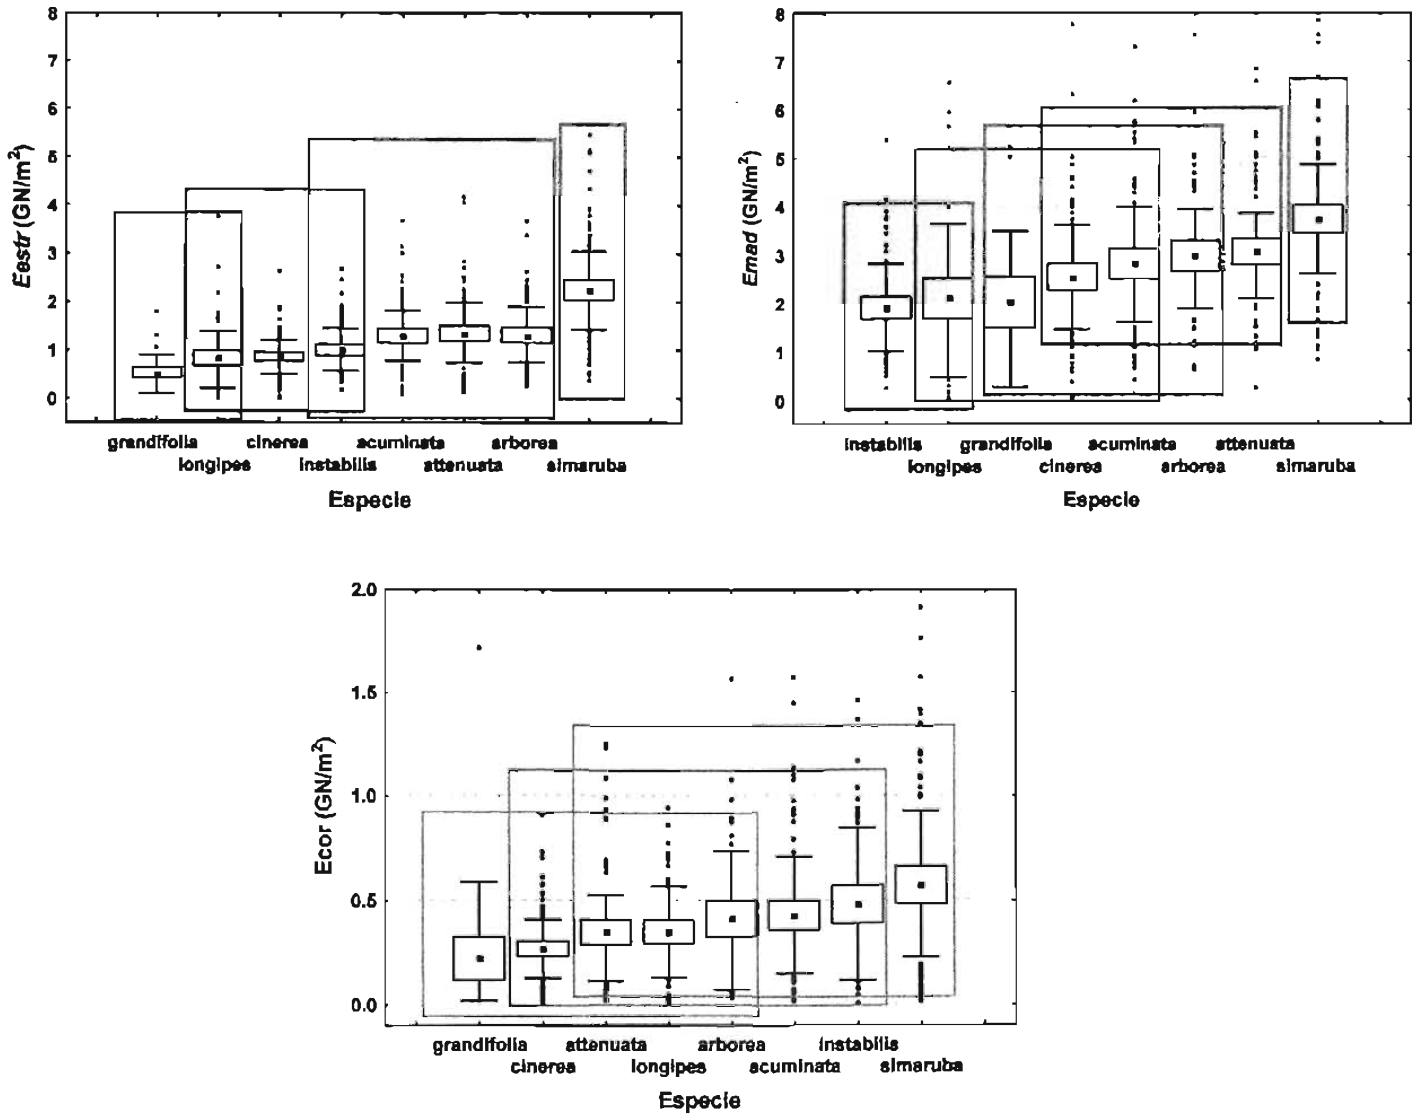 8
7
6
5
4
3
2
1
0
Eestr (GN/m²)
grandifolia cinerea acuminata arborea
longipes instabilis attenuata simaruba
Especie
8
7
6
5
4
3
2
1
0
Emad (GN/m²)
instabilis grandifolia acuminata attenuata
longipes cinerea arborea simaruba
Especie
2.0
1.5
1.0
0.5
0.0
Ecor (GN/m²)
grandifolia attenuata arborea instabilis
cinerea longipes acuminata simaruba
Especie